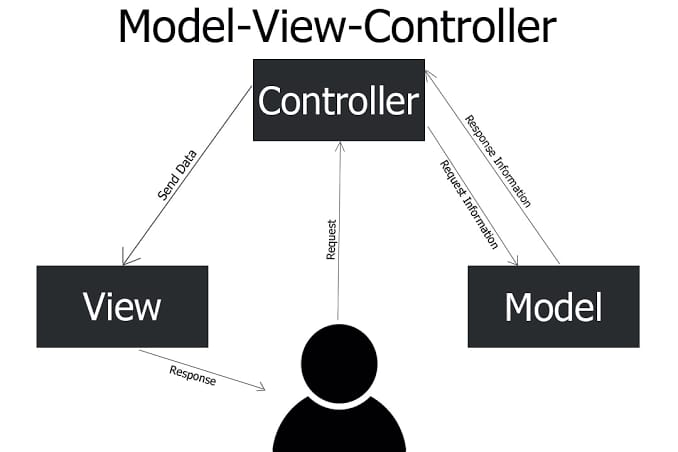 Model-View-Controller
Controller
Send Data
Request
Request Information
Response Information
View
Model
Response